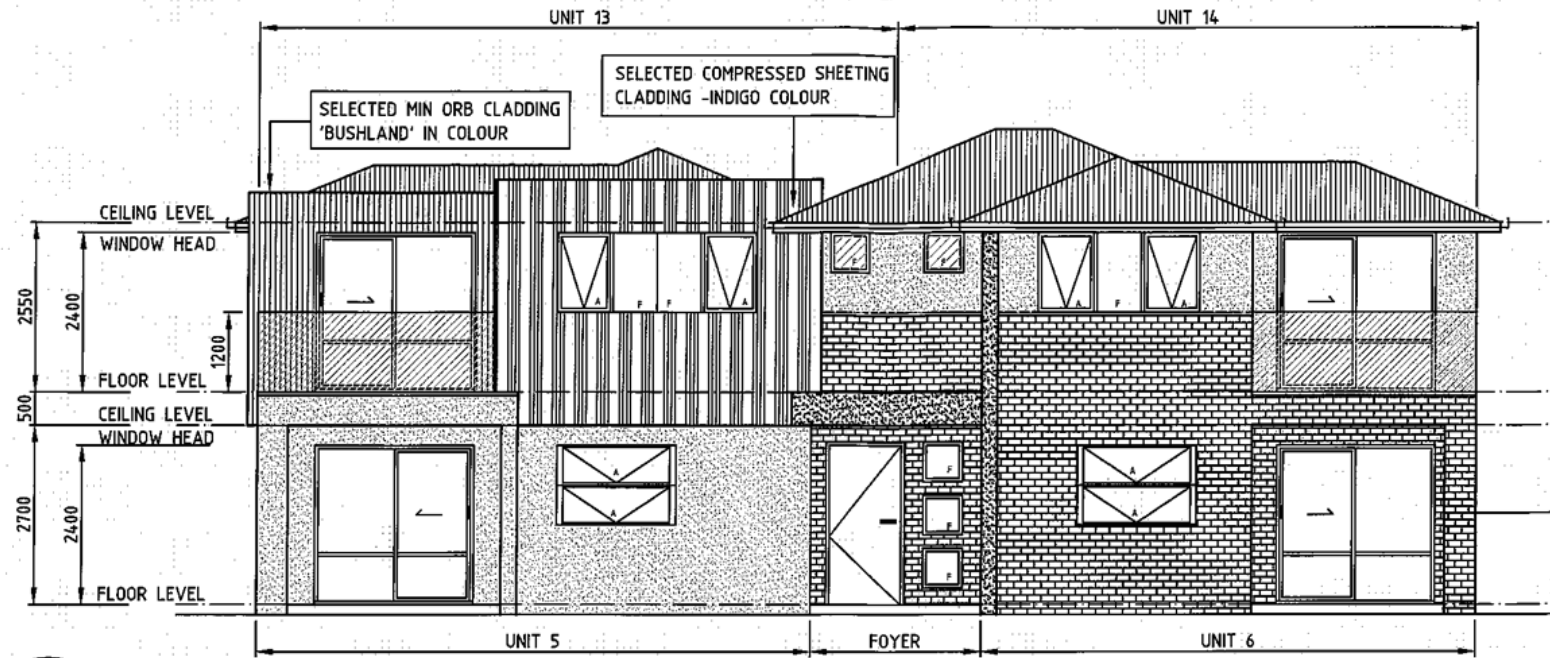 UNIT 13
UNIT 14
SELECTED COMPRESSED SHEETING
CLADDING -INDIGO COLOUR
SELECTED MIN ORB CLADDING
'BUSHLAND' IN COLOUR
CEILING LEVEL
WINDOW HEAD
2550
2400
1200
F
F
A
F
F
A
A
F
A
FLOOR LEVEL
500
CEILING LEVEL
WINDOW HEAD
2700
2400
A
A
F
F
F
A
A
FLOOR LEVEL
UNIT 5
FOYER
UNIT 6